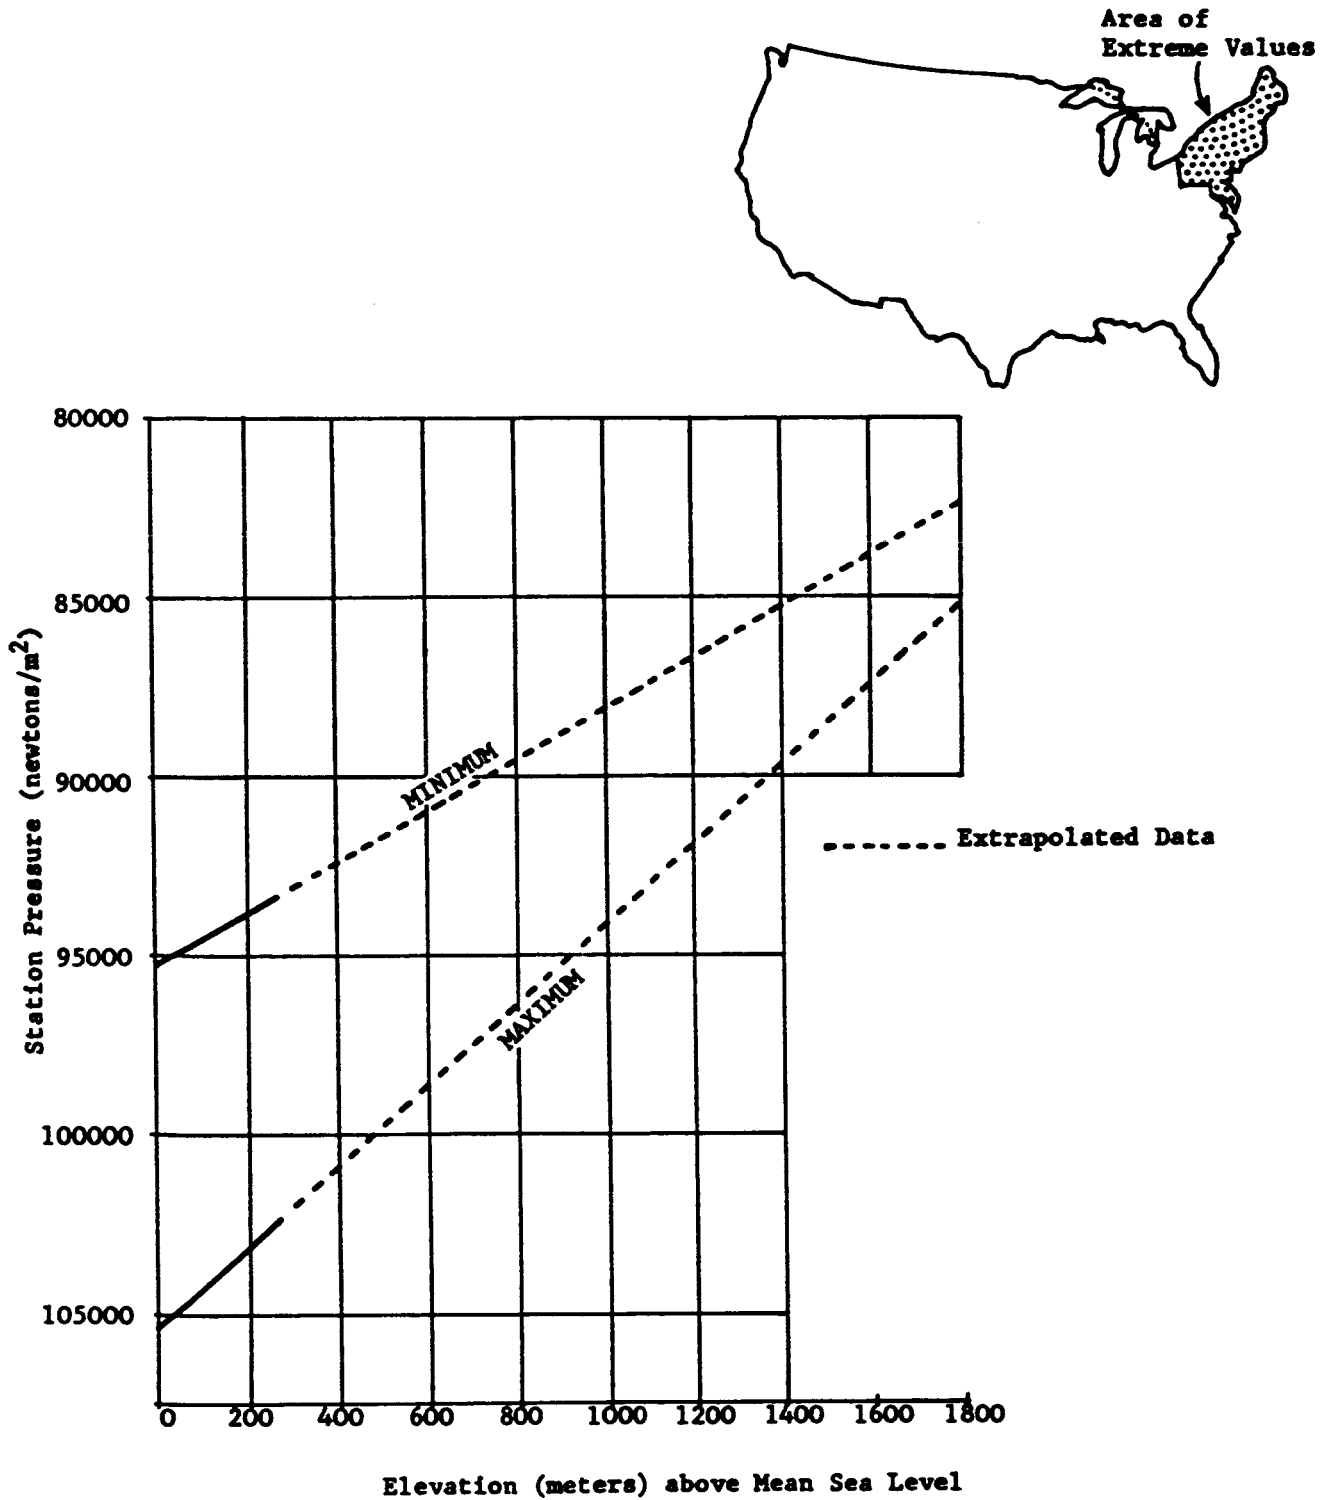 Area of
Extreme Values
80000
85000
90000
95000
100000
105000
Station Pressure (newtons/m²)
MINIMUM
MAXIMUM
Extrapolated Data
0 200 400 600 800 1000 1200 1400 1600 1800
Elevation (meters) above Mean Sea Level